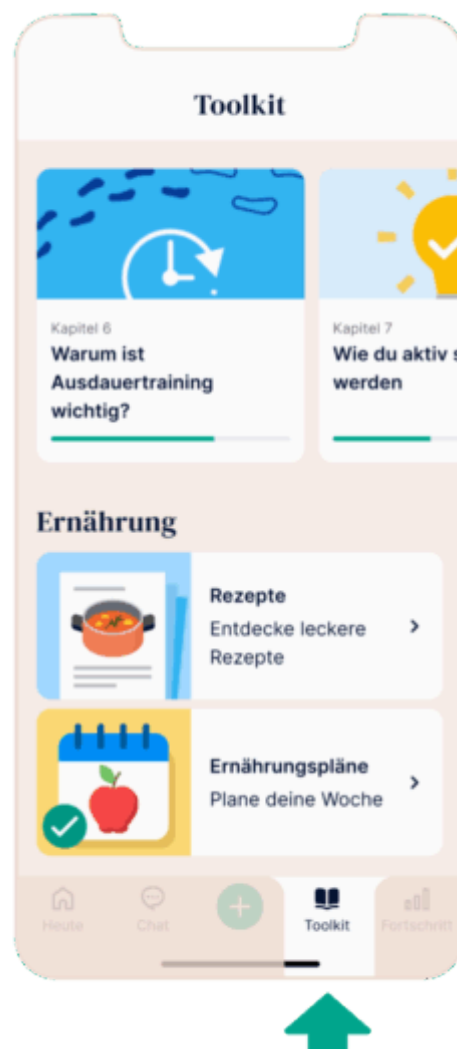 Toolkit
Kapitel 6
Warum ist
Ausdauertraining
wichtig?
Kapitel 7
Wie du aktiv s
werden
Ernährung
Rezepte
Entdecke leckere
Rezepte
Ernährungspläne
Plane deine Woche
Heute
Chat
Toolkit
Fortschritt